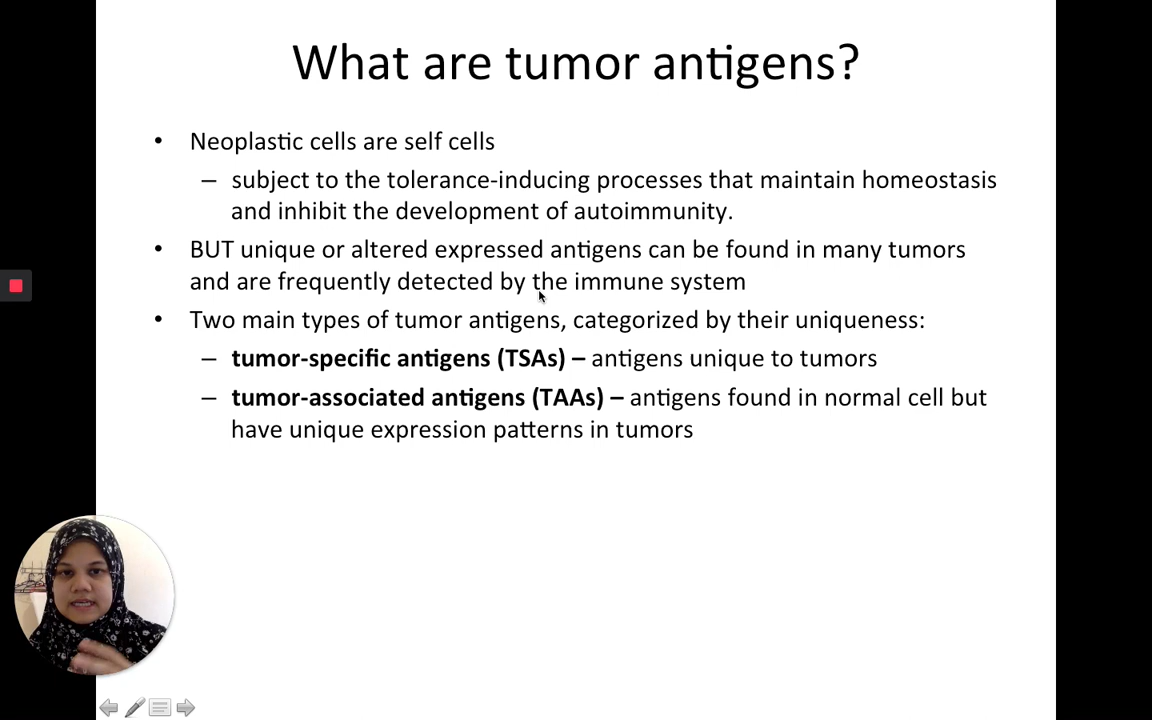 What are tumor antigens?
• Neoplastic cells are self cells
– subject to the tolerance-inducing processes that maintain homeostasis
and inhibit the development of autoimmunity.
• BUT unique or altered expressed antigens can be found in many tumors
and are frequently detected by the immune system
• Two main types of tumor antigens, categorized by their uniqueness:
– tumor-specific antigens (TSAs) – antigens unique to tumors
– tumor-associated antigens (TAAs) – antigens found in normal cell but
have unique expression patterns in tumors